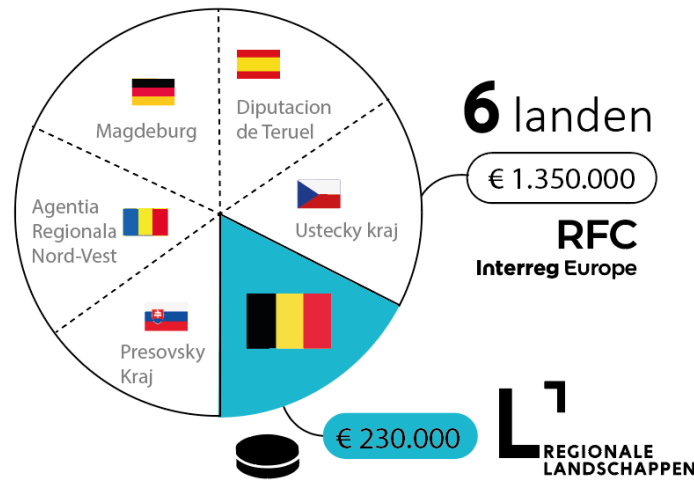 Magdeburg
Diputacion
de Teruel
6 landen
€ 1.350.000
RFC
Interreg Europe
Ustecky kraj
Agentia
Regionala
Nord-Vest
Presovsky
Kraj
€ 230.000
REGIONALE
LANDSCHAPPEN